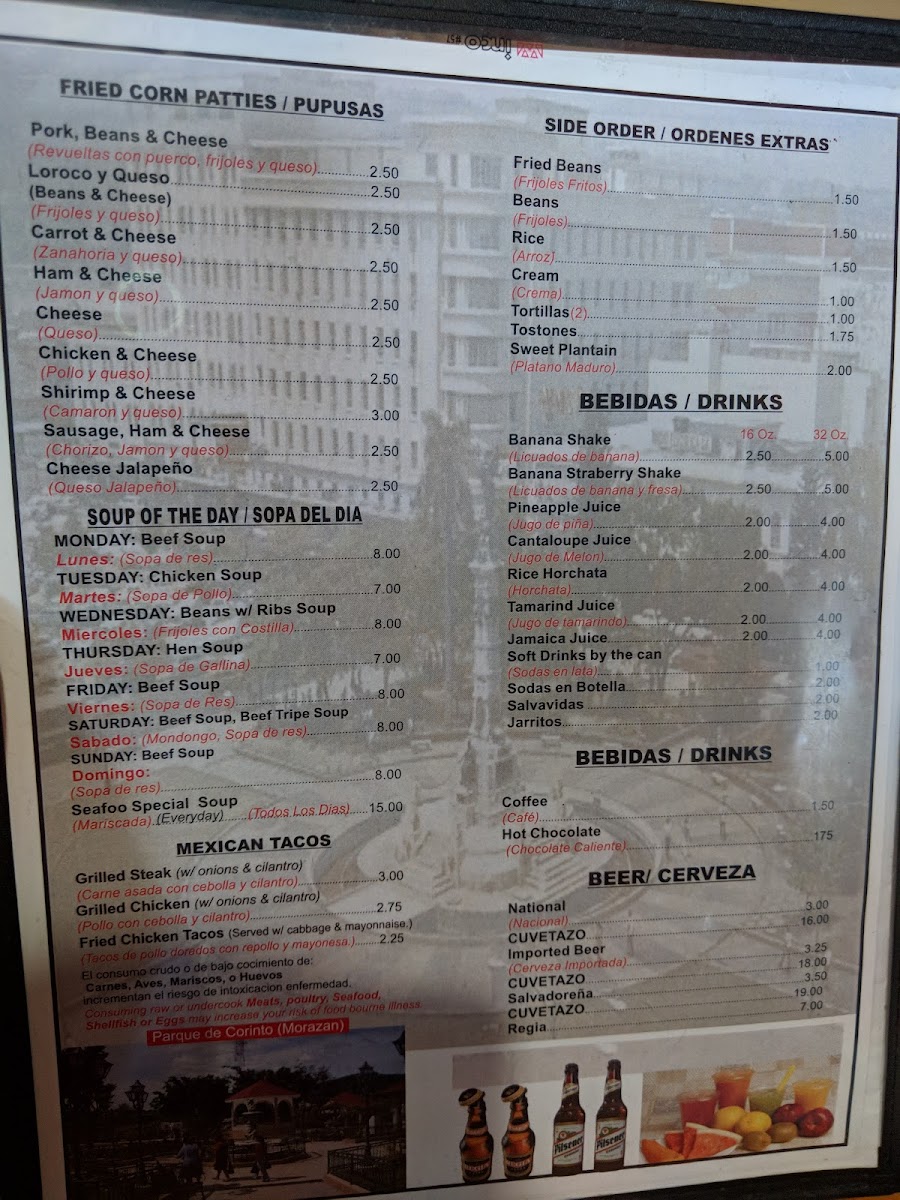 FRIED CORN PATTIES / PUPUSAS
Pork, Beans & Cheese
(Revueltas con puerco, frijoles y queso)..........2.50
Loroco y Queso..........2.50
(Beans & Cheese)
(Frijoles y queso)..........2.50
Carrot & Cheese
(Zanahoria y queso)..........2.50
Ham & Cheese
(Jamon y queso)..........2.50
Cheese
(Queso)..........2.50
Chicken & Cheese
(Pollo y queso)..........2.50
Shirimp & Cheese
(Camaron y queso)..........3.00
Sausage, Ham & Cheese
(Chorizo, Jamon y queso)..........2.50
Cheese Jalapeño
(Queso Jalapeño)..........2.50
SOUP OF THE DAY / SOPA DEL DIA
MONDAY: Beef Soup
Lunes: (Sopa de res)..........8.00
TUESDAY: Chicken Soup
Martes: (Sopa de Pollo)..........7.00
WEDNESDAY: Beans w/ Ribs Soup
Miercoles: (Frijoles con Costilla)..........8.00
THURSDAY: Hen Soup
Jueves: (Sopa de Gallina)..........7.00
FRIDAY: Beef Soup
Viernes: (Sopa de Res)..........8.00
SATURDAY: Beef Soup, Beef Tripe Soup
Sabado: (Mondongo, Sopa de res)..........8.00
SUNDAY: Beef Soup
Domingo:
(Sopa de res)..........8.00
Seafoo Special Soup
(Mariscada) (Everyday) ..........(Todos Los Dias)..........15.00
MEXICAN TACOS
Grilled Steak (w/ onions & cilantro)
(Carne asada con cebolla y cilantro)..........3.00
Grilled Chicken (w/ onions & cilantro)
(Pollo con cebolla y cilantro)..........2.75
Fried Chicken Tacos (Served w/ cabbage & mayonnaise.)
(Tacos de pollo doredos con repollo y mayonesa.)..........2.25
El consumo crudo o de bajo cocimiento de:
Carnes, Aves, Mariscos, o Huevos
incrementan el riesgo de intoxicacion enfermedad.
Consuming raw or undercook Meats, poultry, Seafood,
Shellfish or Eggs may increase your risk of food bourne illness
Parque de Corinto (Morazan)
SIDE ORDER / ORDENES EXTRAS`
Fried Beans
(Frijoles Fritos)..........1.50
Beans
(Frijoles)..........1.50
Rice
(Arroz)..........1.50
Cream
(Crema)..........1.00
Tortillas(2)..........1.00
Tostones..........1.75
Sweet Plantain
(Platano Maduro)..........2.00
BEBIDAS / DRINKS
16 Oz. 32 Oz.
Banana Shake
(Licuados de banana)..........2.50..........5.00
Banana Straberry Shake
(Licuados de banana y fresa)..........2.50..........5.00
Pineapple Juice
(Jugo de piña)..........2.00..........4.00
Cantaloupe Juice
(Jugo de Melon)..........2.00..........4.00
Rice Horchata
(Horchata)..........2.00..........4.00
Tamarind Juice
(Jugo de tamarindo)..........2.00..........4.00
Jamaica Juice..........2.00..........4.00
Soft Drinks by the can
(Sodas en lata)..........1.00
Sodas en Botella..........2.00
Salvavidas..........2.00
Jarritos..........2.00
BEBIDAS / DRINKS
Coffee
(Café)..........1.50
Hot Chocolate
(Chocolate Caliente)..........175
BEER/ CERVEZA
National
(Nacional)..........3.00
CUVETAZO..........16.00
Imported Beer
(Cerveza Importada)..........3.25
CUVETAZO..........18.00
Salvadoreña..........3.50
CUVETAZO..........19.00
Regia..........7.00
Pilsener
Pilsener